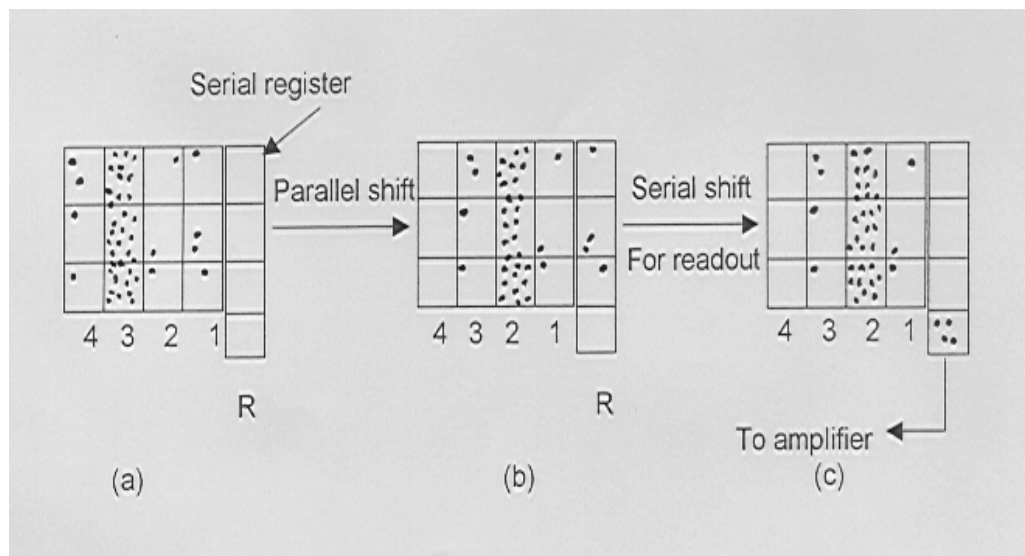 Serial register
Parallel shift
Serial shift
For readout
4 3 2 1
4 3 2 1
4 3 2 1
R
R
To amplifier
(a)
(b)
(c)